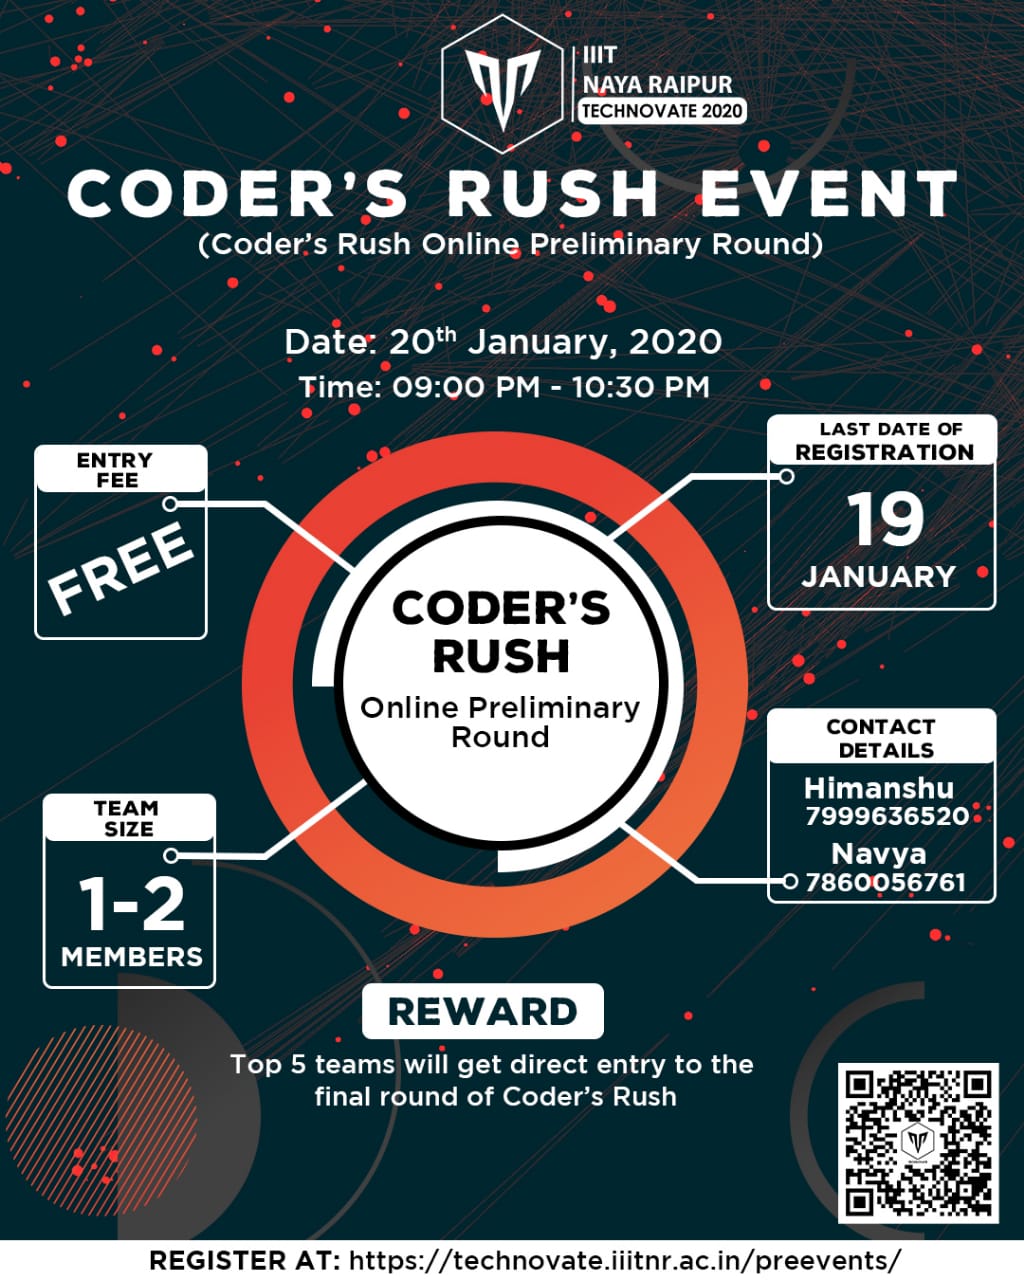 IIIT
NAYA RAIPUR
TECHNOVATE 2020
CODER'S RUSH EVENT
(Coder's Rush Online Preliminary Round)
Date: 20th January, 2020
Time: 09:00 PM - 10:30 PM
ENTRY
FEE
FREE
LAST DATE OF
REGISTRATION
19
JANUARY
CODER'S
RUSH
Online Preliminary
Round
TEAM
SIZE
1-2
MEMBERS
CONTACT
DETAILS
Himanshu
7999636520
Navya
7860056761
REWARD
Top 5 teams will get direct entry to the
final round of Coder's Rush
REGISTER AT: https://technovate.iiitnr.ac.in/preevents/